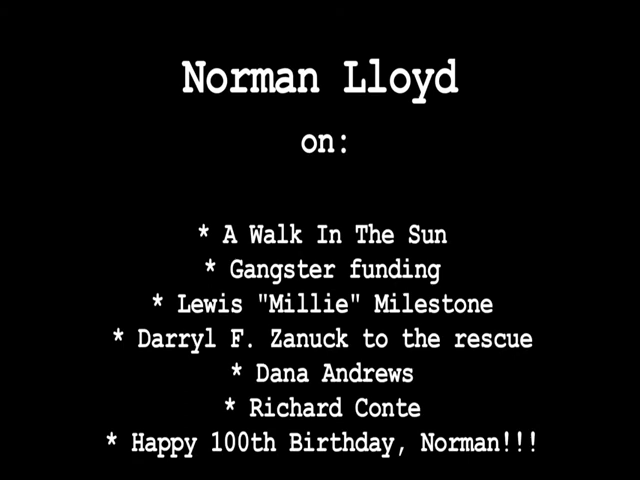 Norman Lloyd
on:
* A Walk In The Sun
* Gangster funding
* Lewis "Millie" Milestone
* Darryl F. Zanuck to the rescue
* Dana Andrews
* Richard Conte
* Happy 100th Birthday, Norman!!!